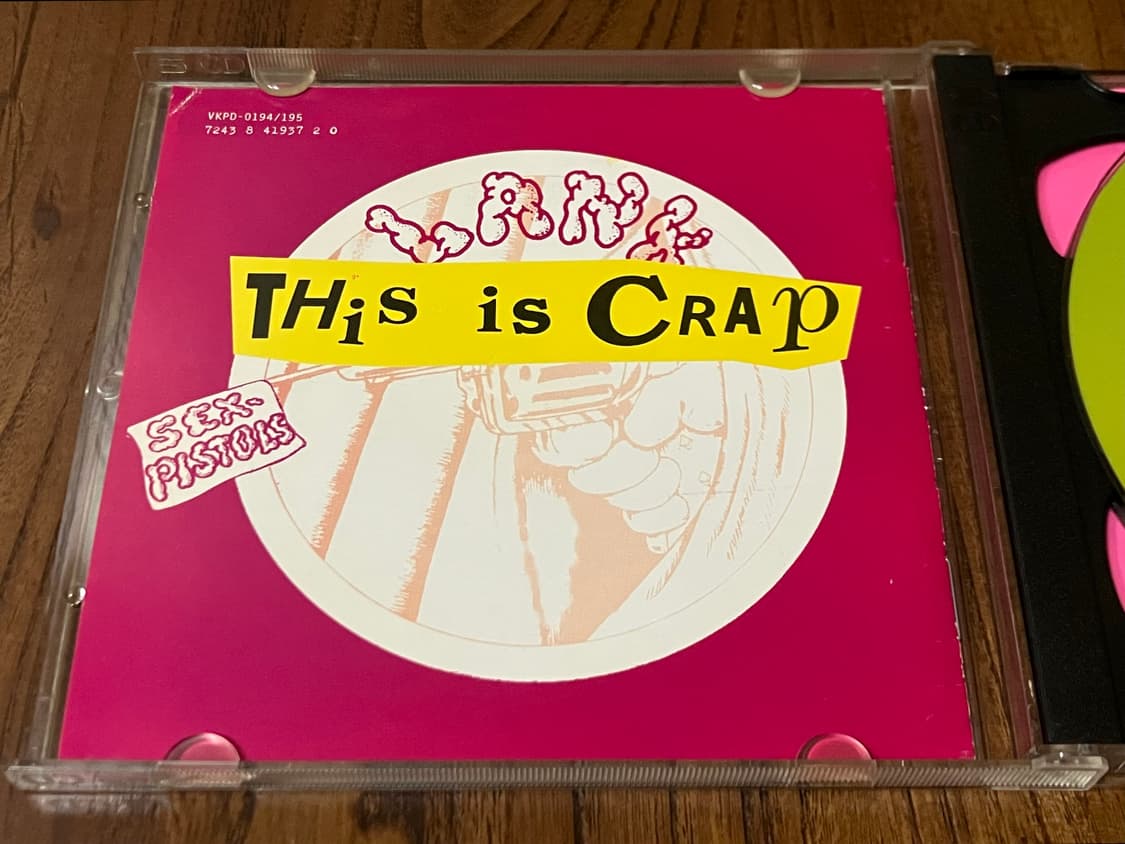 VKPD-0194/195
7243 8 41937 2 0
THiS iS CRAp
SEX-
PISTOLS